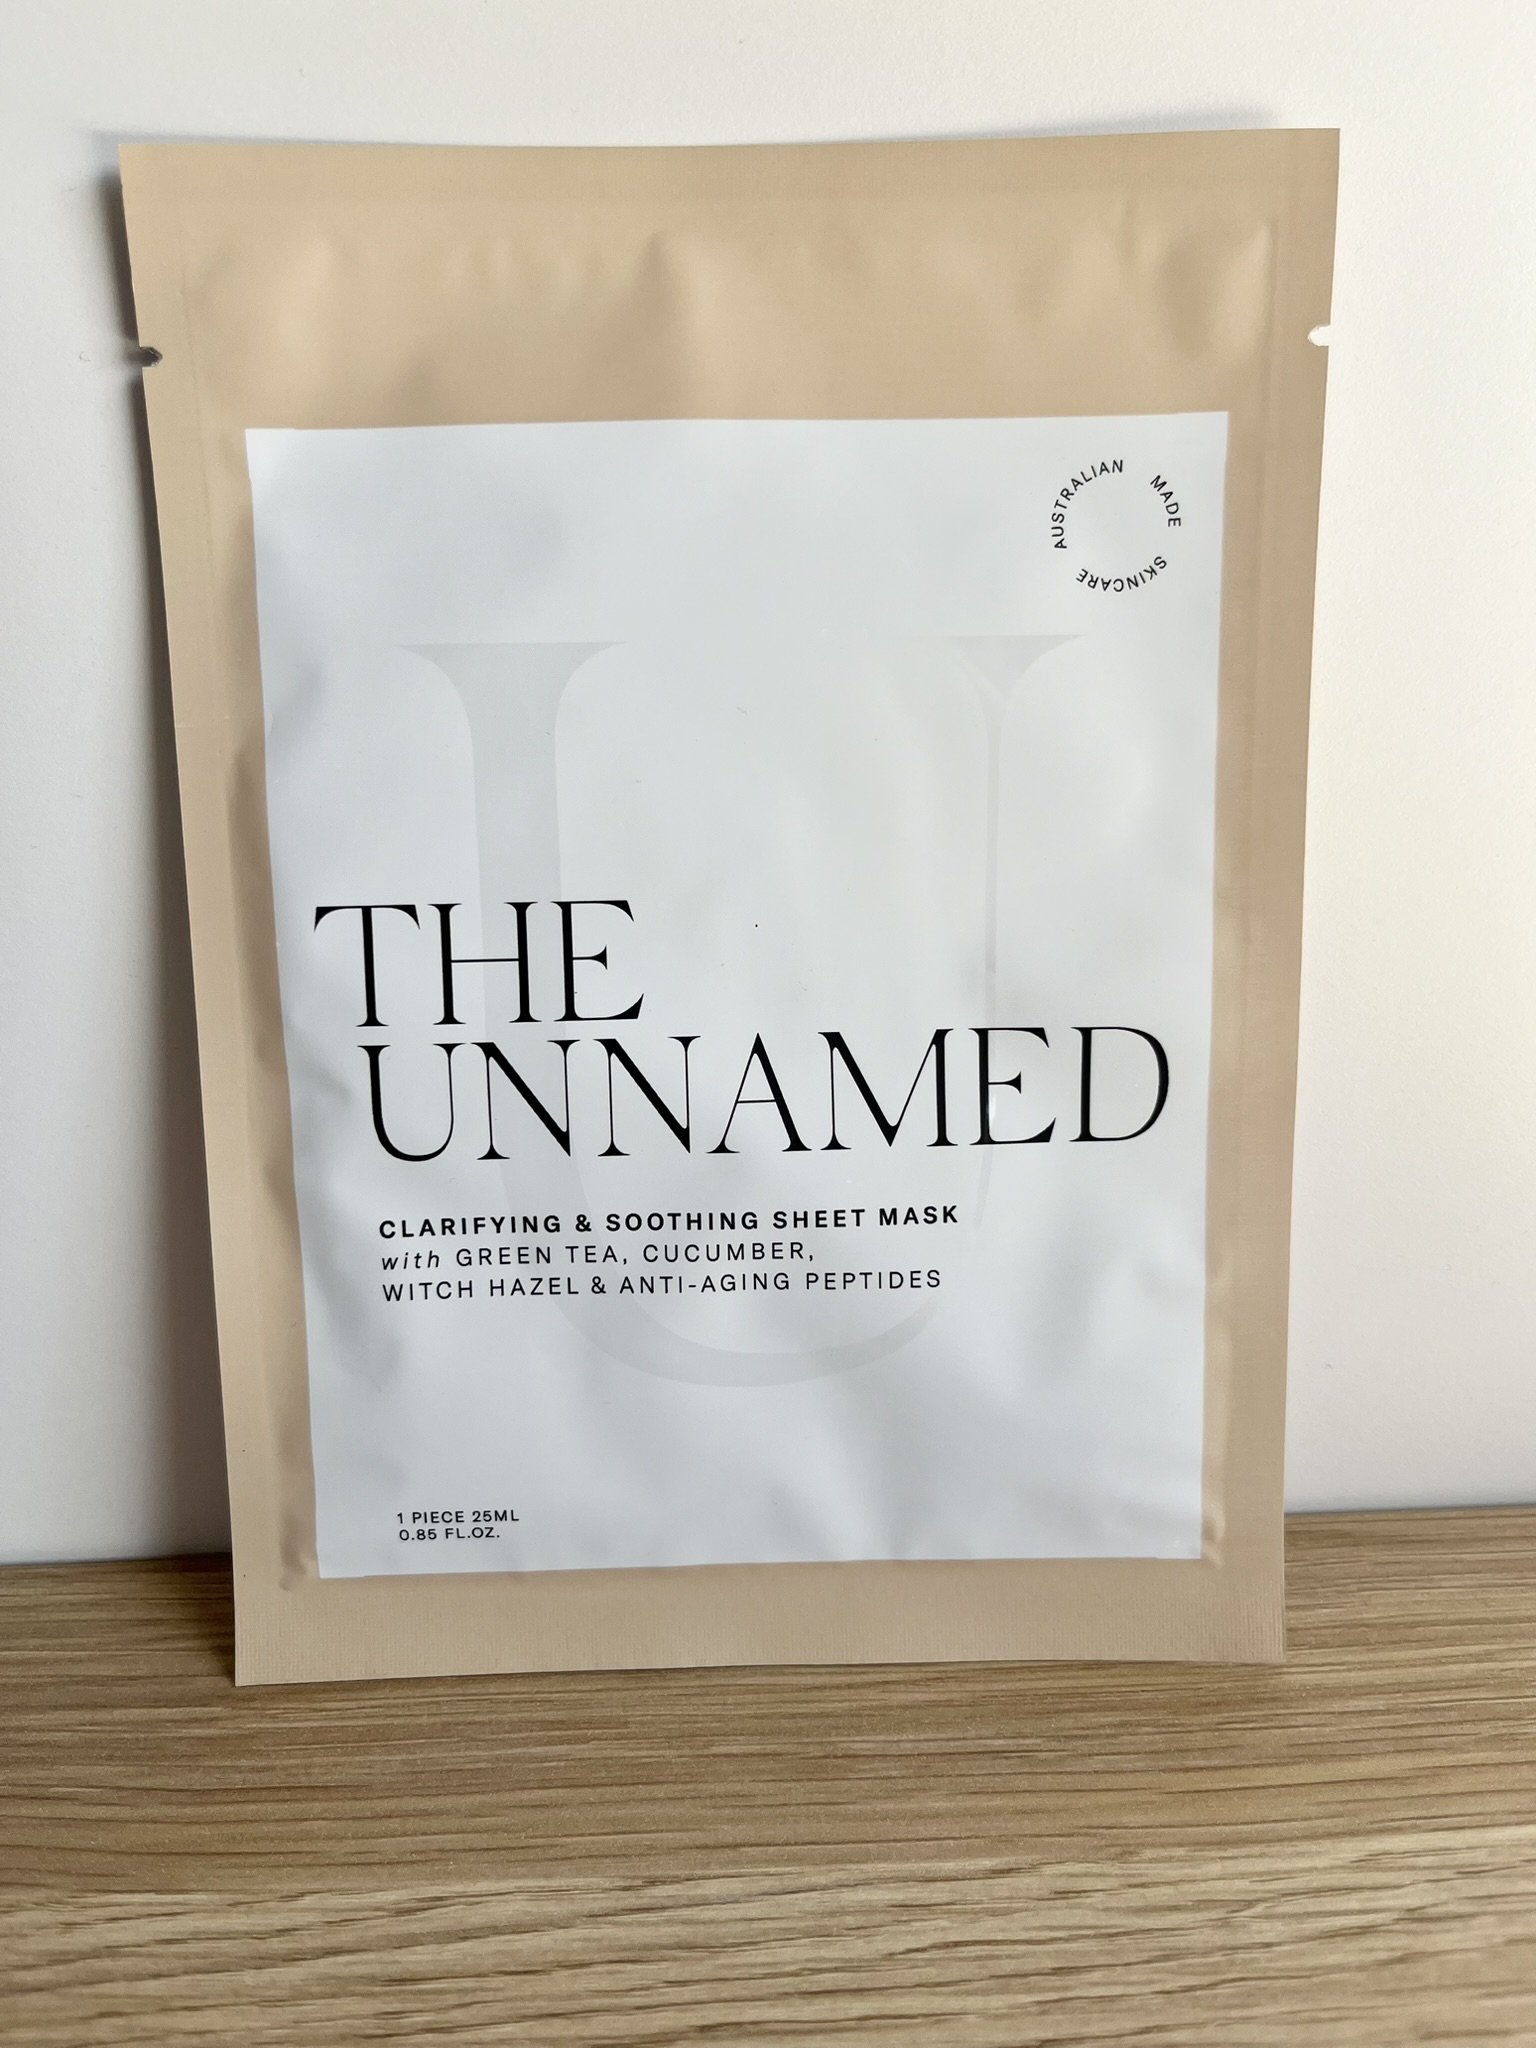 AUSTRALIAN MADE SKINCARE
THE
UNNAMED
CLARIFYING & SOOTHING SHEET MASK
with GREEN TEA, CUCUMBER,
WITCH HAZEL & ANTI-AGING PEPTIDES
1 PIECE 25ML
0.85 FL.OZ.